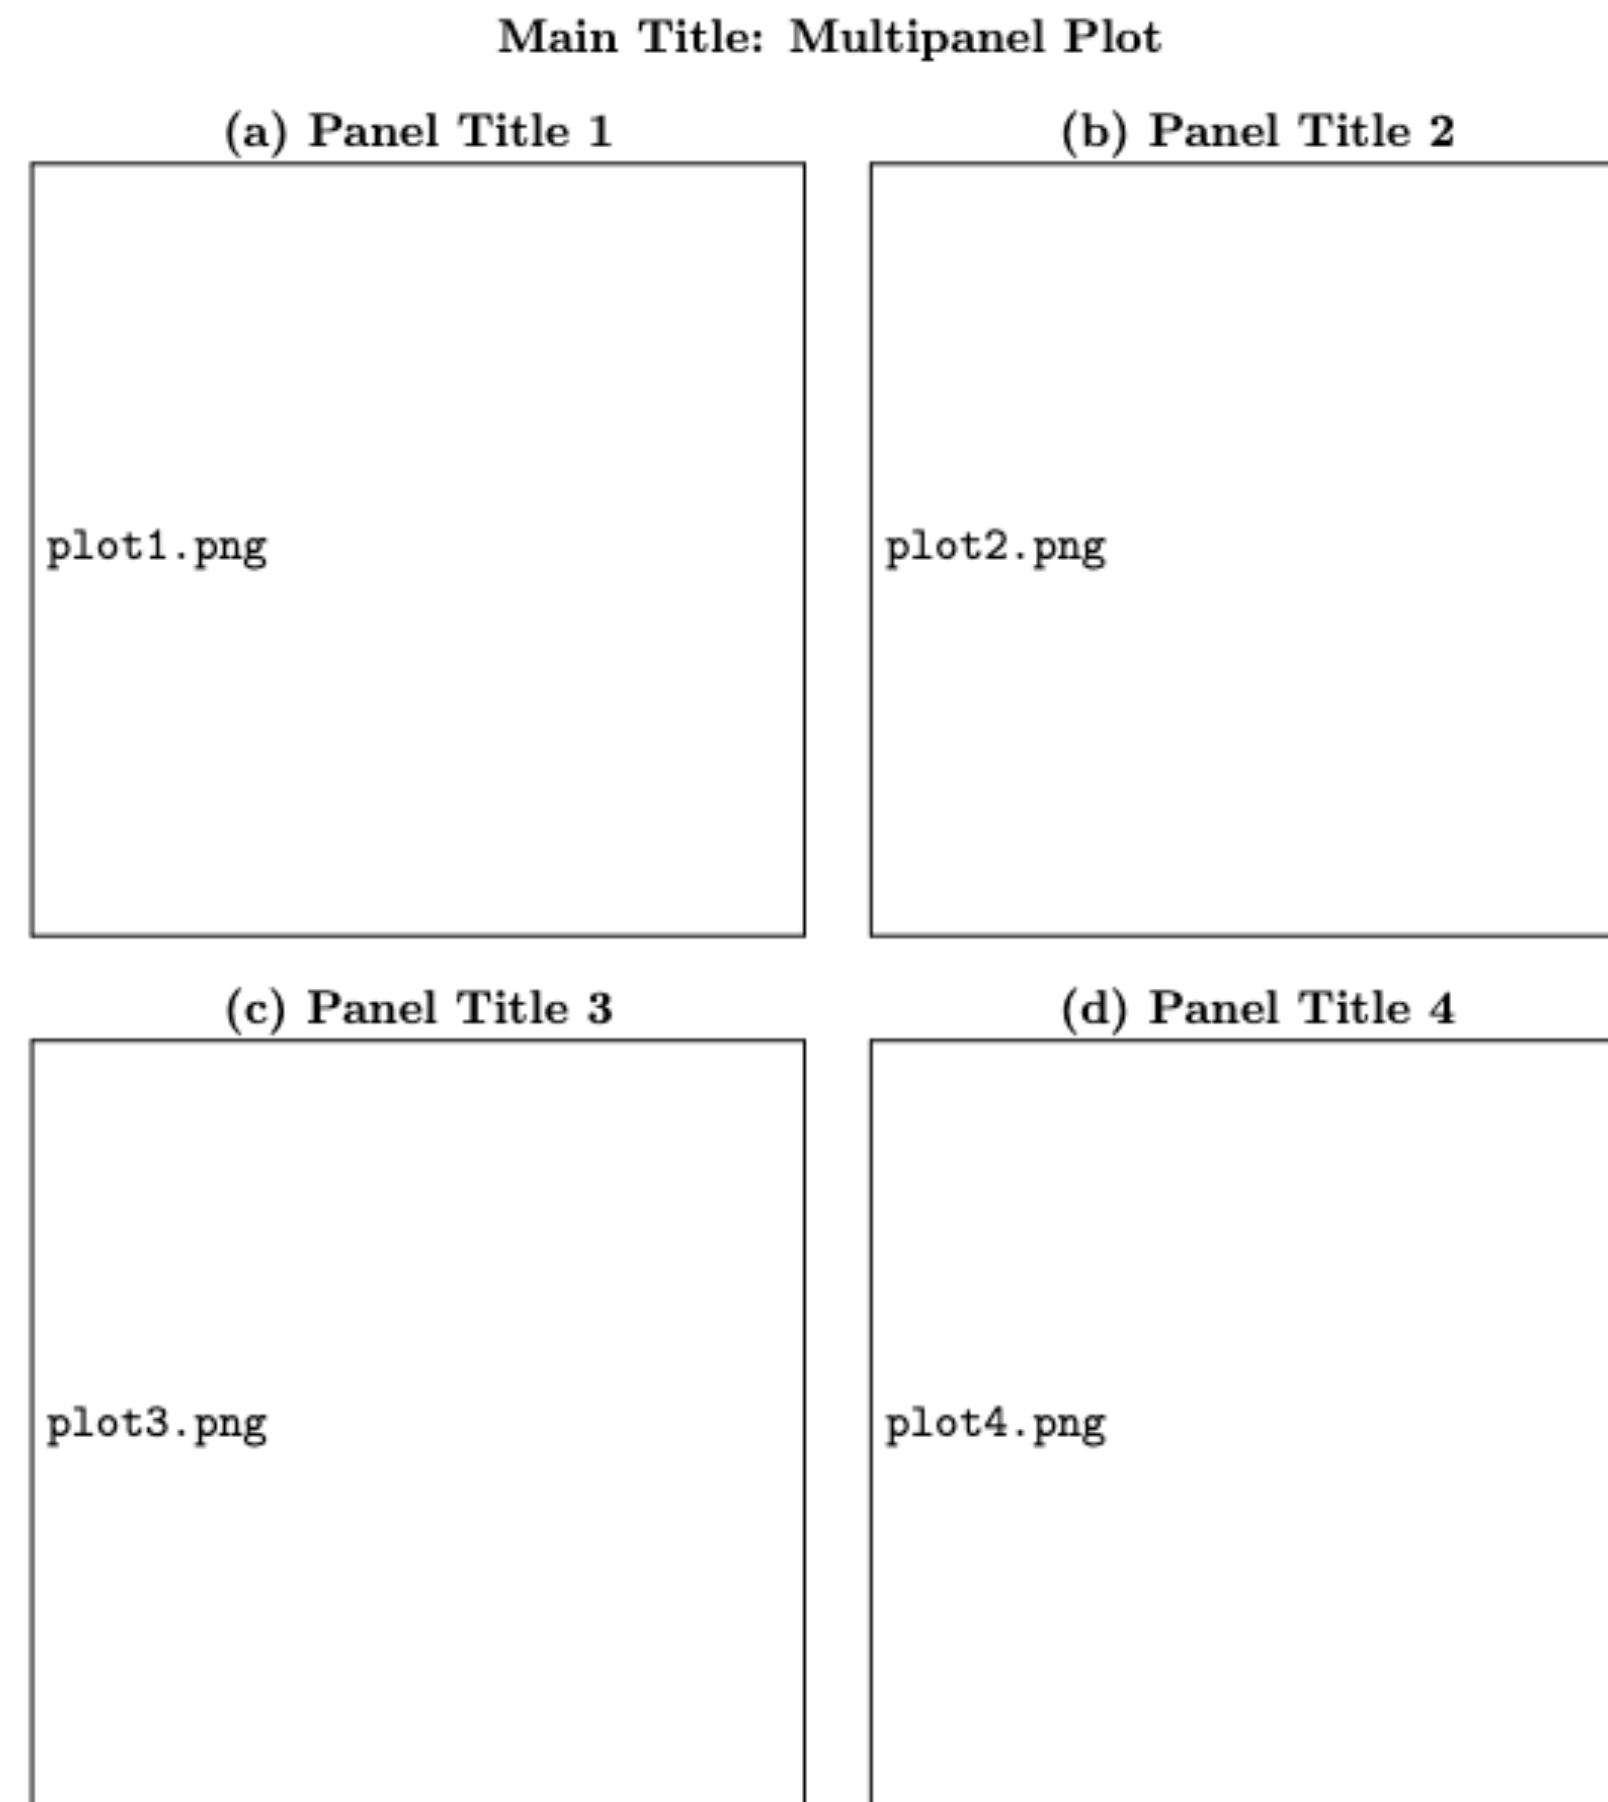 Main Title: Multipanel Plot
(a) Panel Title 1
(b) Panel Title 2
plot1.png
plot2.png
(c) Panel Title 3
(d) Panel Title 4
plot3.png
plot4.png